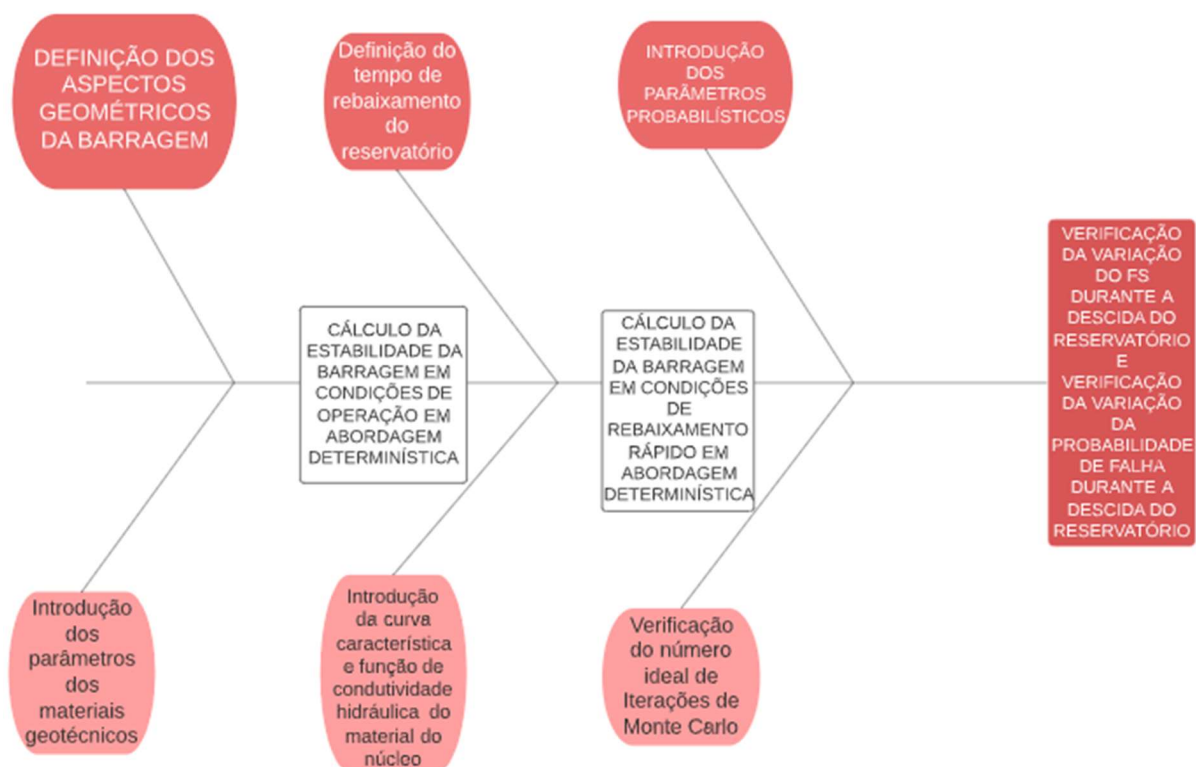 DEFINIÇÃO DOS
ASPECTOS
GEOMÉTRICOS
DA BARRAGEM
Definição do
tempo de
rebaixamento
do
reservatório
INTRODUÇÃO
DOS
PARÂMETROS
PROBABILÍSTICOS
CÁLCULO DA
ESTABILIDADE DA
BARRAGEM EM
CONDIÇÕES DE
OPERAÇÃO EM
ABORDAGEM
DETERMINÍSTICA
CÁLCULO DA
ESTABILIDADE
DA BARRAGEM
EM CONDIÇÕES
DE
REBAIXAMENTO
RÁPIDO EM
ABORDAGEM
DETERMINÍSTICA
VERIFICAÇÃO
DA VARIAÇÃO
DO FS
DURANTE A
DESCIDA DO
RESERVATÓRIO
E
VERIFICAÇÃO
DA VARIAÇÃO
DA
PROBABILIDADE
DE FALHA
DURANTE A
DESCIDA DO
RESERVATÓRIO
Introdução
dos
parâmetros
dos
materiais
geotécnicos
Introdução
da curva
característica
e função de
condutividade
hidráulica do
material do
núcleo
Verificação
do número
ideal de
Iterações de
Monte Carlo